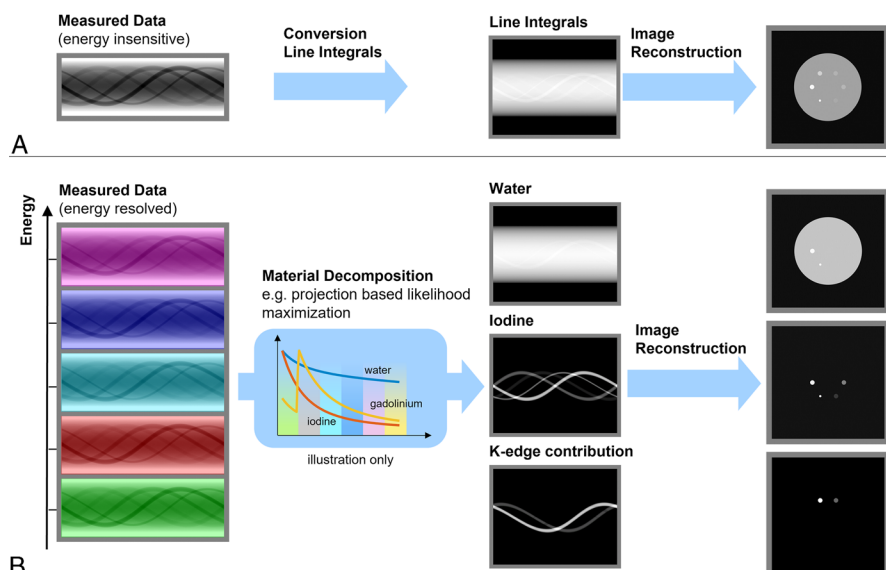 Measured Data
(energy insensitive)
Conversion
Line Integrals
Line Integrals
Image
Reconstruction
A
Measured Data
(energy resolved)
Energy
Material Decomposition
e.g. projection based likelihood
maximization
water
gadolinium
iodine
illustration only
Water
Iodine
Image
Reconstruction
K-edge contribution
B